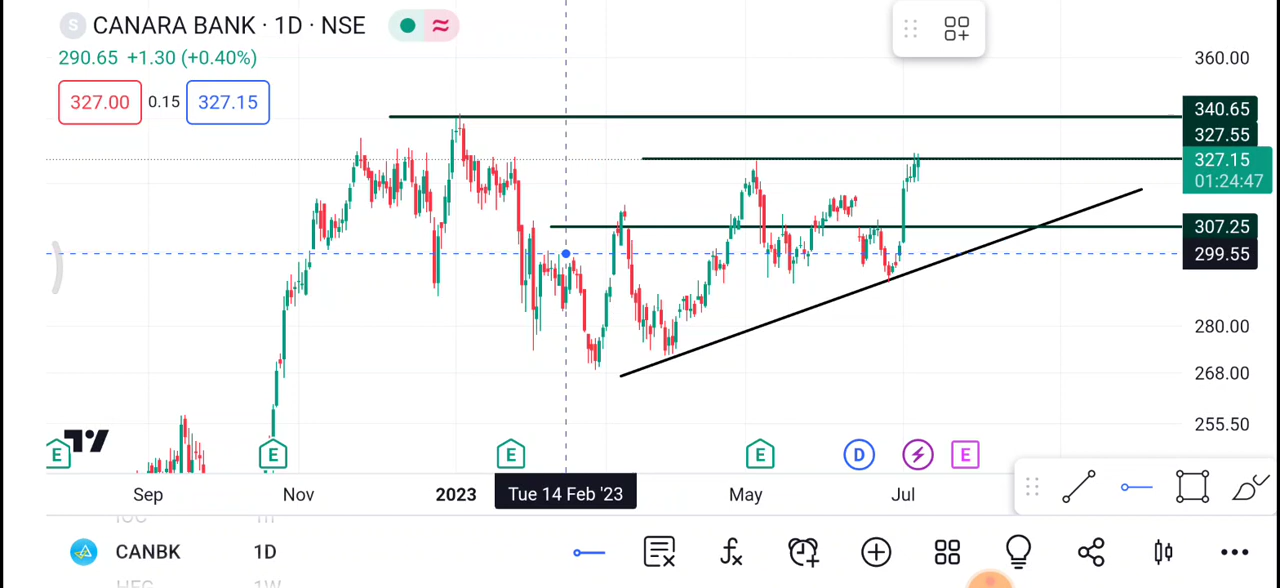 S CANARA BANK · 1D · NSE
290.65 +1.30 (+0.40%)
327.00 0.15 327.15
360.00
340.65
327.55
327.15
01:24:47
307.25
299.55
280.00
268.00
255.50
E E E E D E
Sep Nov 2023 Tue 14 Feb '23 May Jul
CANBK 1D